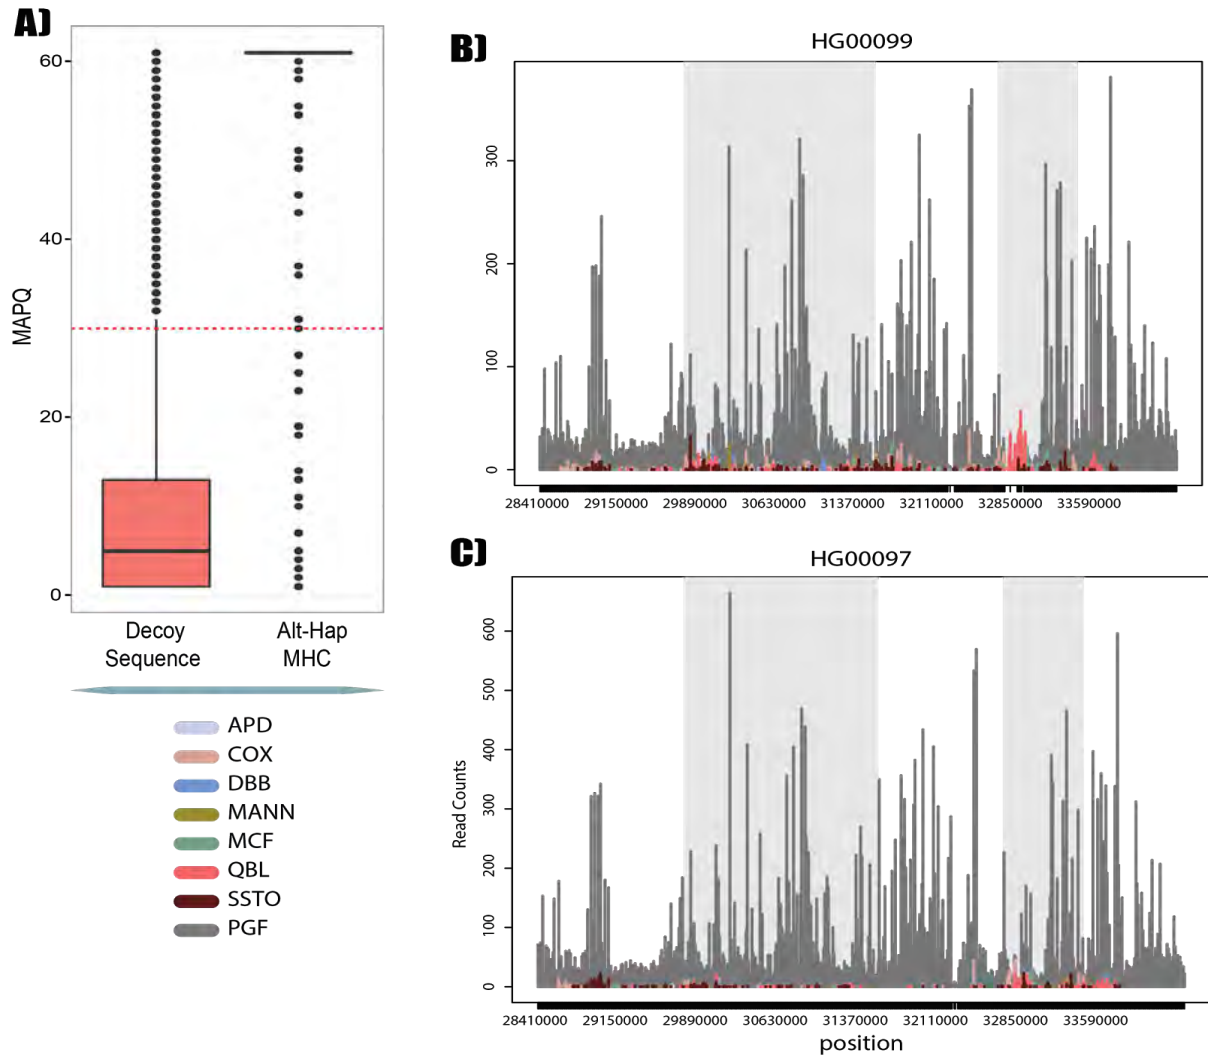 A)
MAPQ
60
40
20
0
Decoy
Sequence
Alt-Hap
MHC
APD
COX
DBB
MANN
MCF
QBL
SSTO
PGF
B)
HG00099
300
200
100
0
28410000 29150000 29890000 30630000 31370000 32110000 32850000 33590000
C)
HG00097
Read Counts
600
500
400
300
200
100
0
28410000 29150000 29890000 30630000 31370000 32110000 32850000 33590000
position